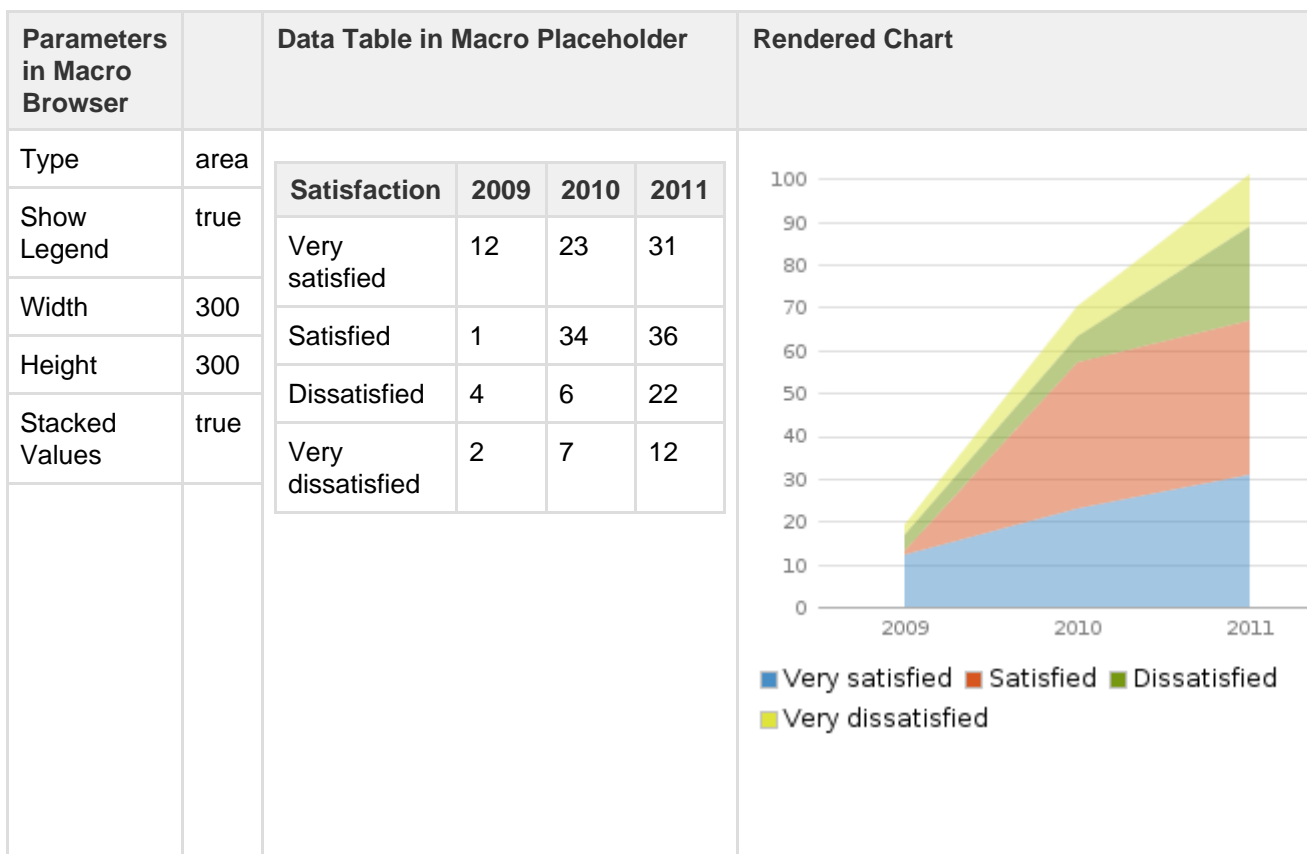 Parameters
in Macro
Browser
Data Table in Macro Placeholder
Rendered Chart
Type
area
Show
Legend
true
Width
300
Height
300
Stacked
Values
true
Satisfaction 2009 2010 2011
Very
satisfied
12 23 31
Satisfied 1 34 36
Dissatisfied 4 6 22
Very
dissatisfied
2 7 12
100
90
80
70
60
50
40
30
20
10
0
2009 2010 2011
Very satisfied Satisfied Dissatisfied
Very dissatisfied